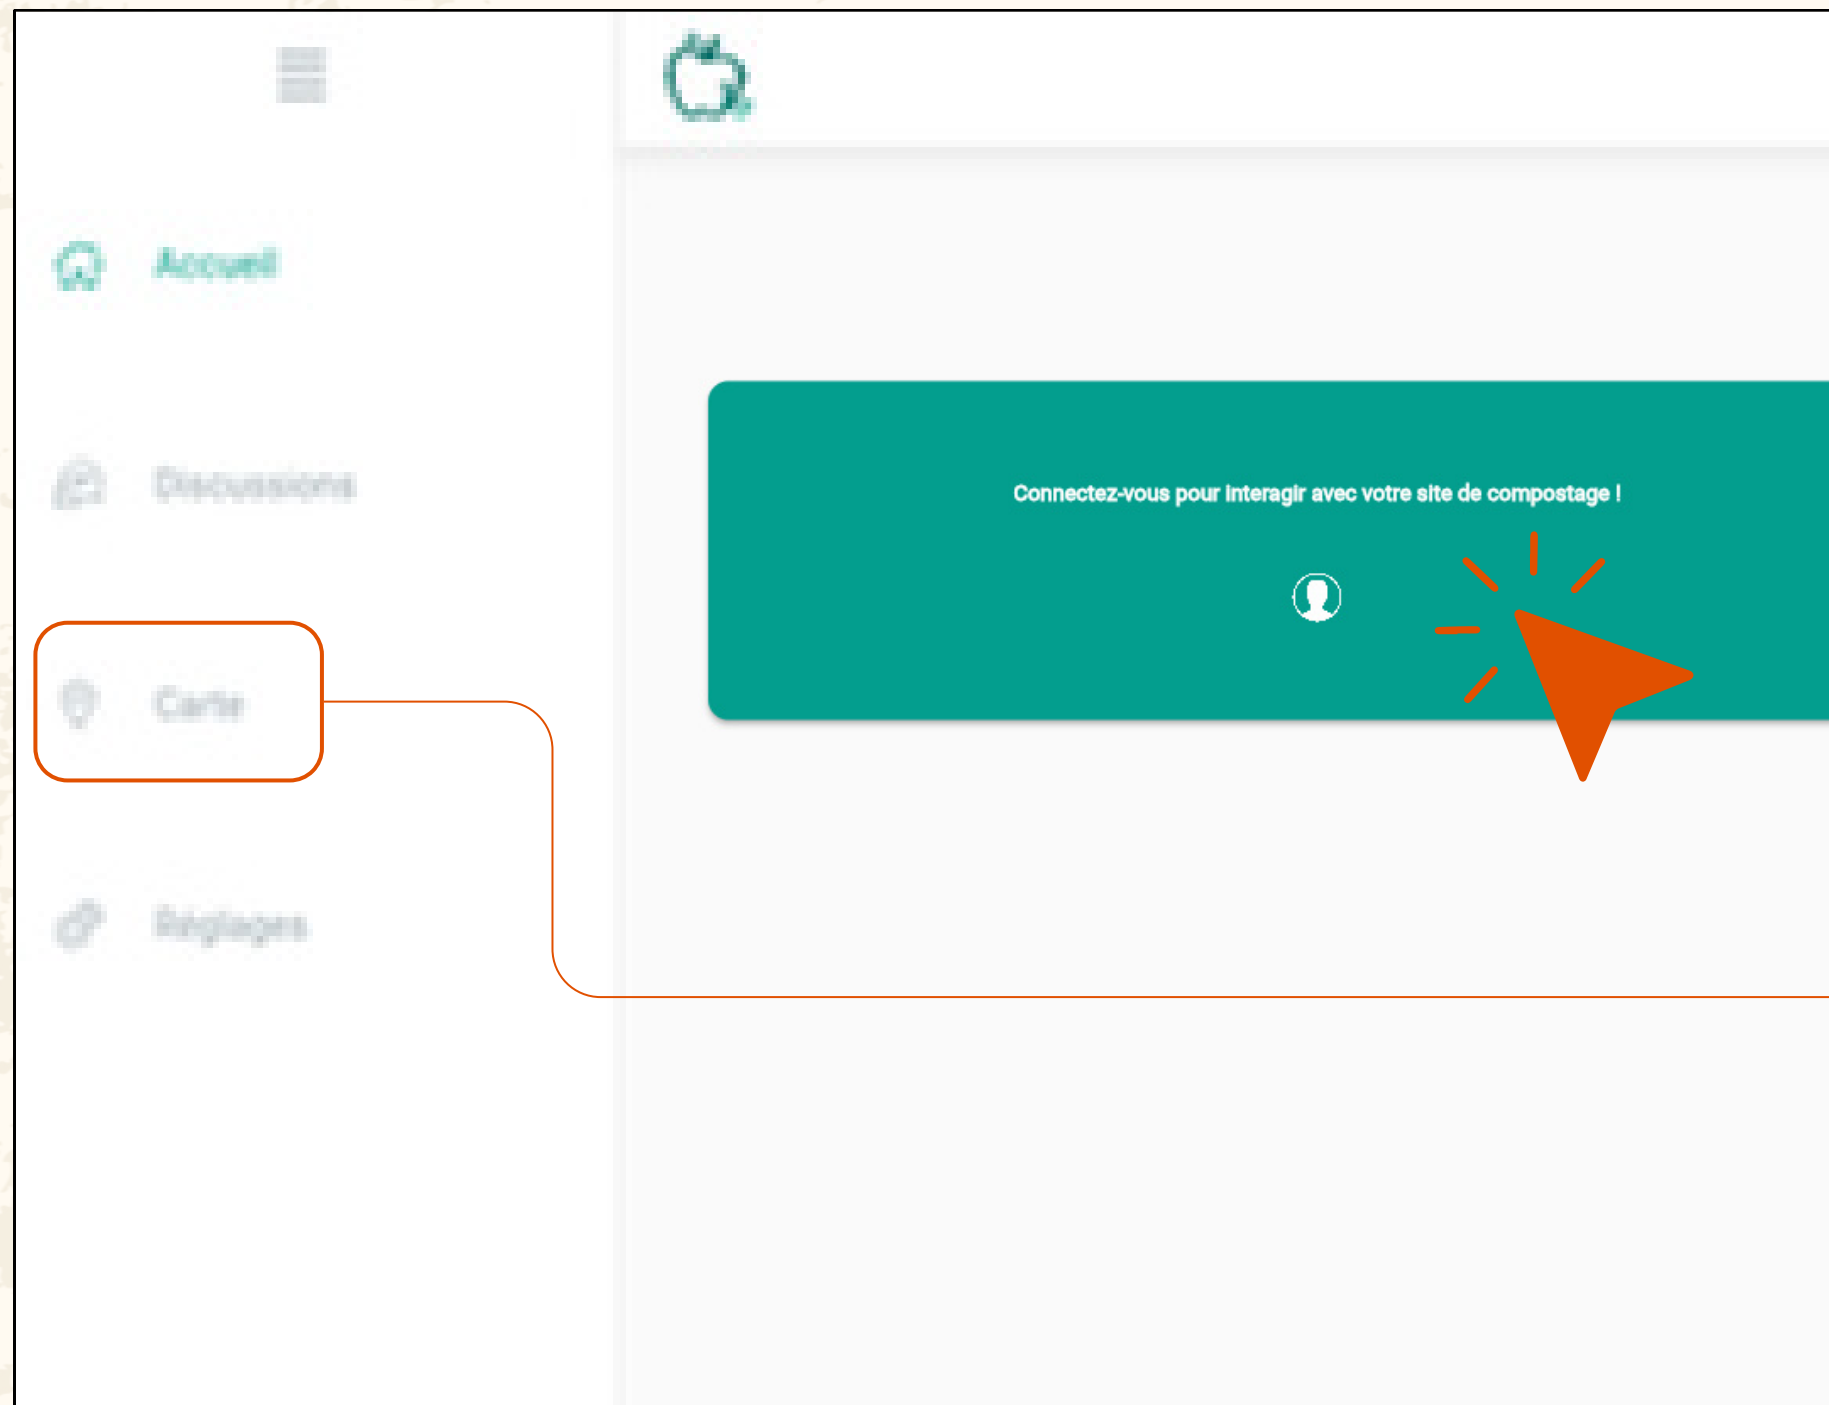 Accueil
Discussions
Carte
Réglages
Connectez-vous pour interagir avec votre site de compostage !